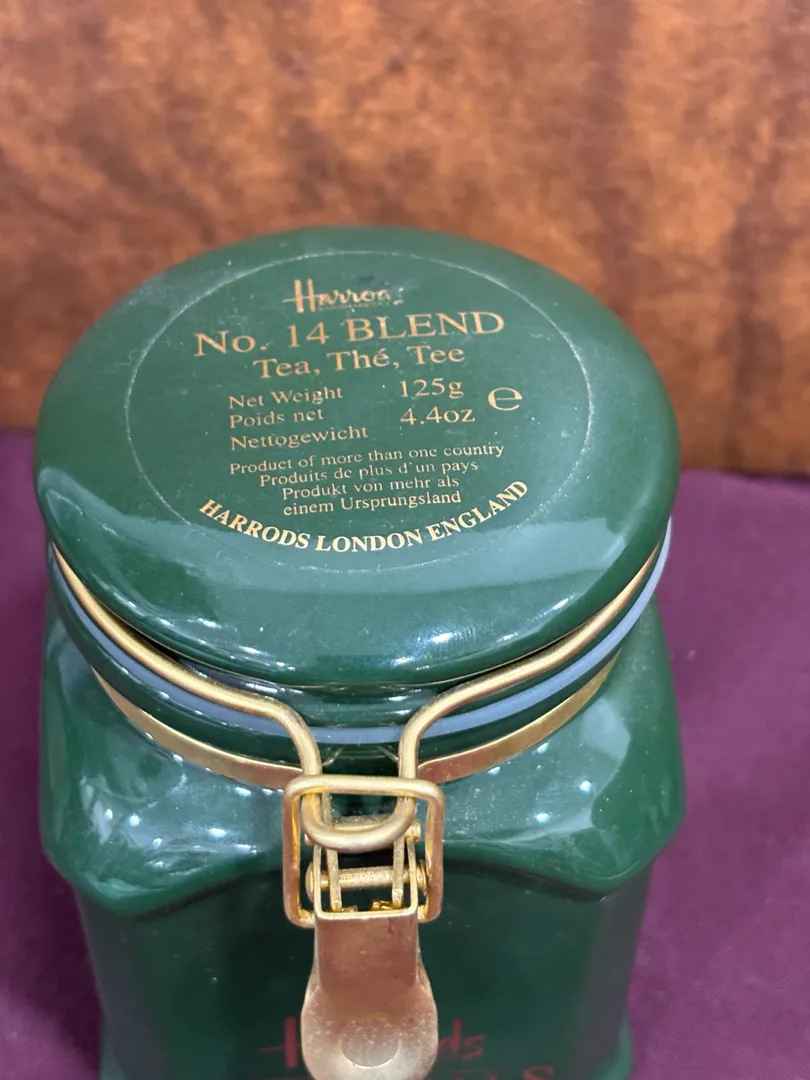 Harrods
No. 14 BLEND
Tea, Thé, Tee
Net Weight 125g e
Poids net 4.4oz
Nettogewicht
Product of more than one country
Produits de plus d'un pays
Produkt von mehr als
einem Ursprungsland
HARRODS LONDON ENGLAND